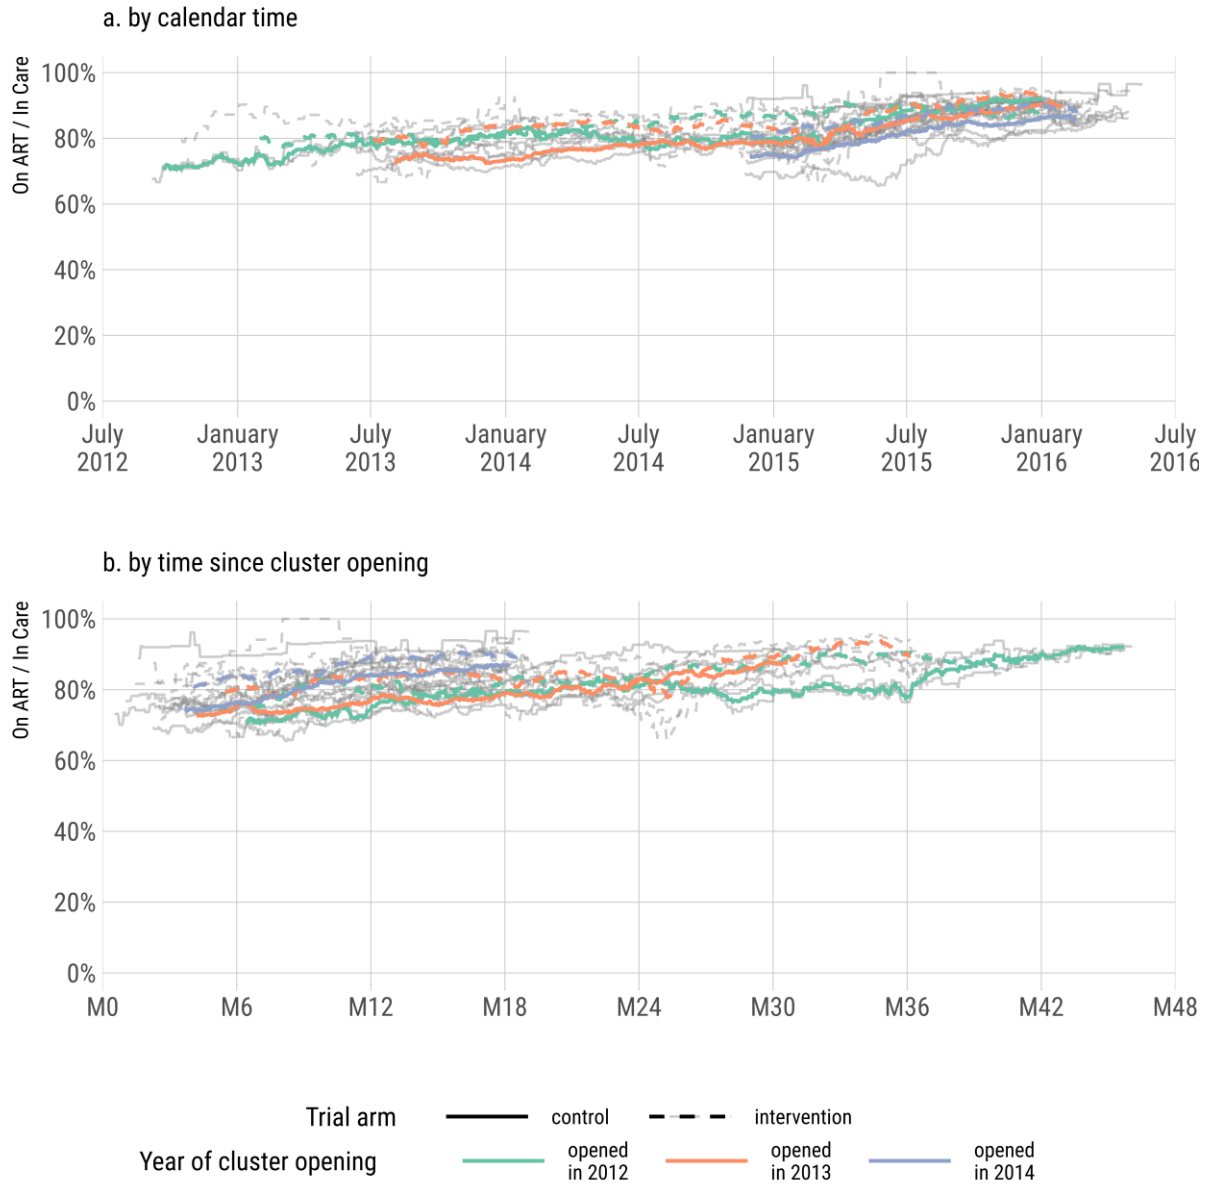 a. by calendar time
On ART / In Care
100%
80%
60%
40%
20%
0%
July
2012
January
2013
July
2013
January
2014
July
2014
January
2015
July
2015
January
2016
July
2016
b. by time since cluster opening
On ART / In Care
100%
80%
60%
40%
20%
0%
M0 M6 M12 M18 M24 M30 M36 M42 M48
Trial arm control intervention
Year of cluster opening
opened
in 2012
opened
in 2013
opened
in 2014